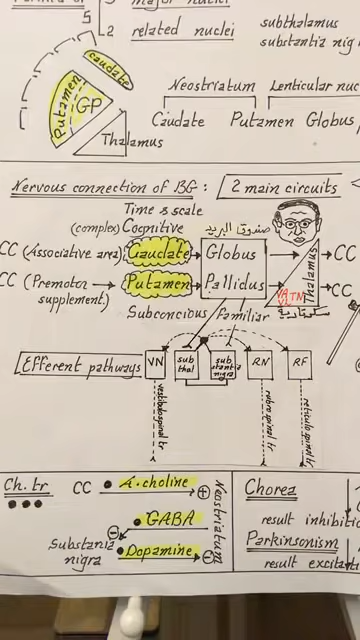 major nuclei
5
2 related nuclei
subthalamus
substantia nig
caudate
Putamen
GP
Thalamus
Neostriatum Lenticular nuc
Caudate Putamen Globus
Nervous connection of BG: 2 main circuits
Time & scale
(complex) Cognitive
صندوق البريد
CC (Associative area) Caudate Globus CC
CC (Premotor Putamen Pallidus Thalamus CC
supplement.)
Subconcious familiar
Efferent pathways VN sub thal substantia nigra RN RF
vestibulospinal tr
rubrospinal tr
reticulospinal tr
Ch. tr CC A.choline +
GABA
Neostriatum
Substania nigra Dopamine
Chorea
result inhibitio
Parkinsonism
result excitat